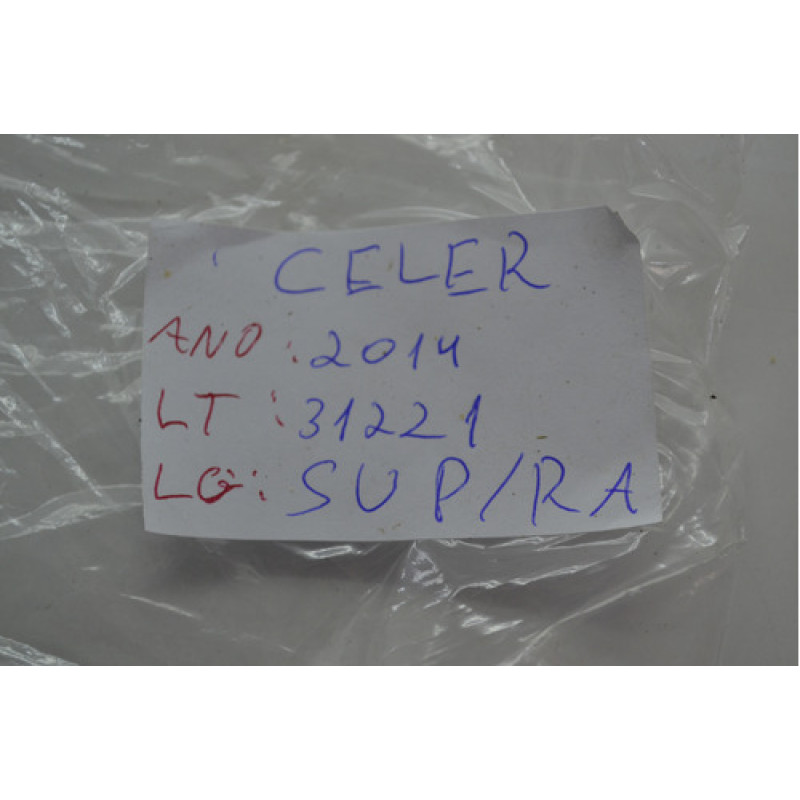 CELER
ANO: 2014
LT: 31221
LG: SUP/RA